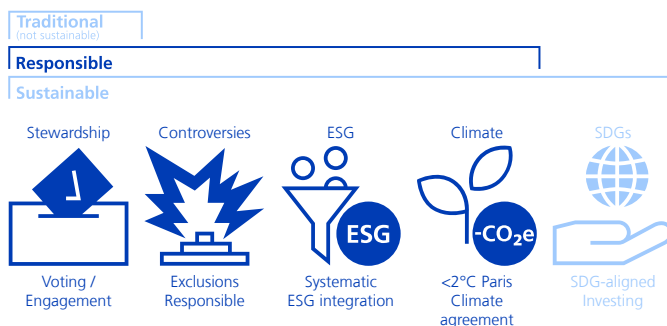 Traditional
(not sustainable)
Responsible
Sustainable
Stewardship
Controversies
ESG
Climate
SDGs
ESG
-CO₂e
Voting /
Engagement
Exclusions
Responsible
Systematic
ESG integration
<2°C Paris
Climate
agreement
SDG-aligned
Investing